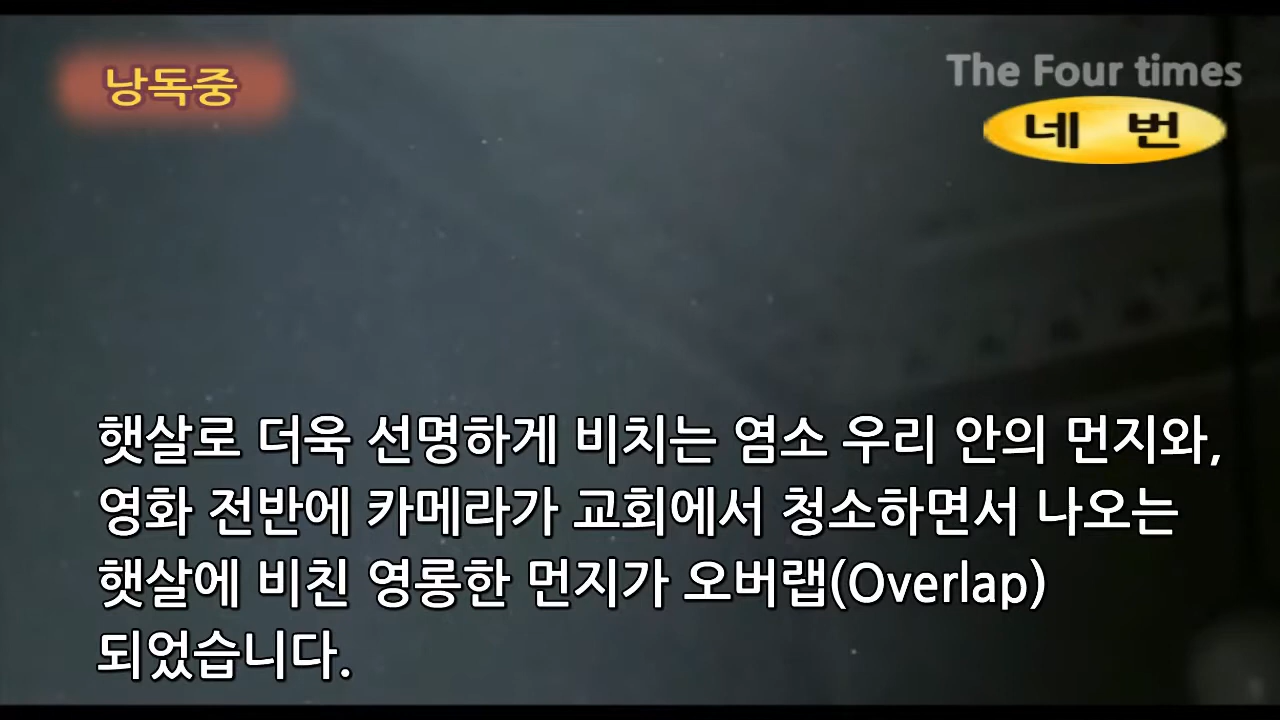 낭독중
The Four times
네 번
햇살로 더욱 선명하게 비치는 염소 우리 안의 먼지와,
영화 전반에 카메라가 교회에서 청소하면서 나오는
햇살에 비친 영롱한 먼지가 오버랩(Overlap)
되었습니다.